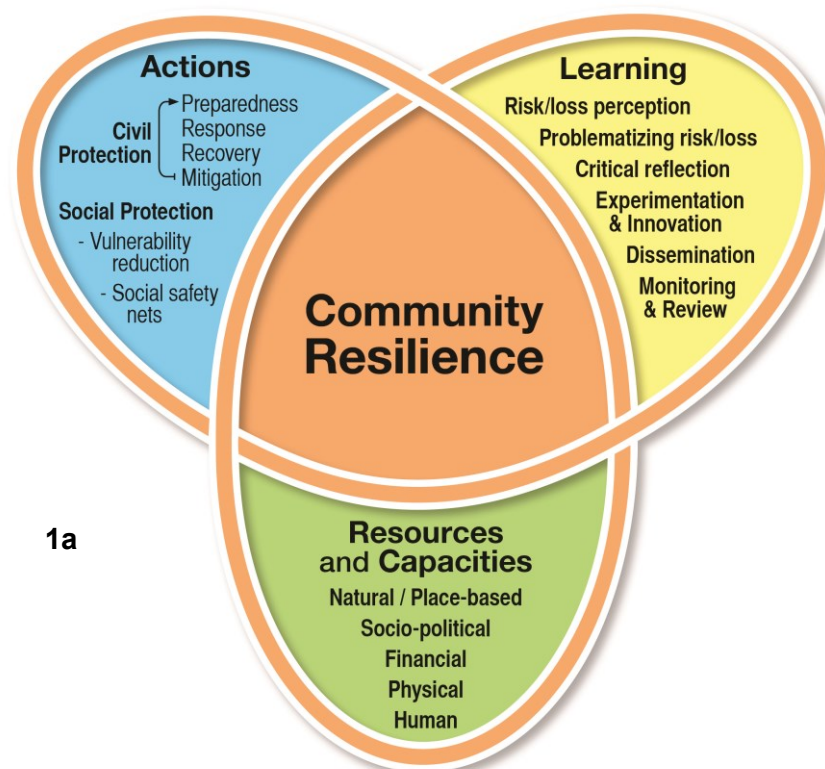 Actions
Civil
Protection
Preparedness
Response
Recovery
Mitigation
Social Protection
- Vulnerability
reduction
- Social safety
nets
Learning
Risk/loss perception
Problematizing risk/loss
Critical reflection
Experimentation
& Innovation
Dissemination
Monitoring
& Review
Community
Resilience
1a
Resources
and Capacities
Natural / Place-based
Socio-political
Financial
Physical
Human